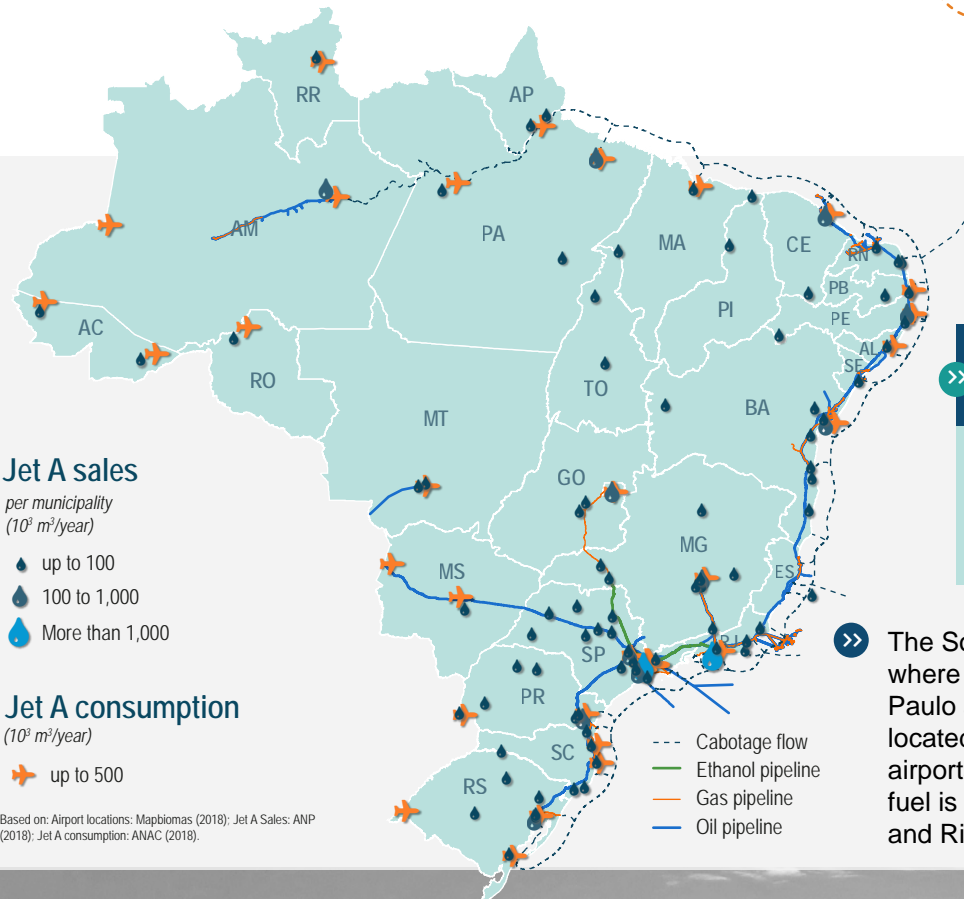 RR
AP
AM
PA
MA
CE
RN
PB
PE
PI
AL
SE
AC
RO
TO
BA
MT
GO
MG
ES
MS
SP
RJ
PR
SC
RS
Jet A sales
per municipality
(10³ m³/year)
up to 100
100 to 1,000
More than 1,000
Jet A consumption
(10³ m³/year)
up to 500
Based on: Airport locations: Mapbiomas (2018); Jet A Sales: ANP
(2018); Jet A consumption: ANAC (2018).
Cabotage flow
Ethanol pipeline
Gas pipeline
Oil pipeline
The So
where
Paulo
located
airport
fuel is
and Ri